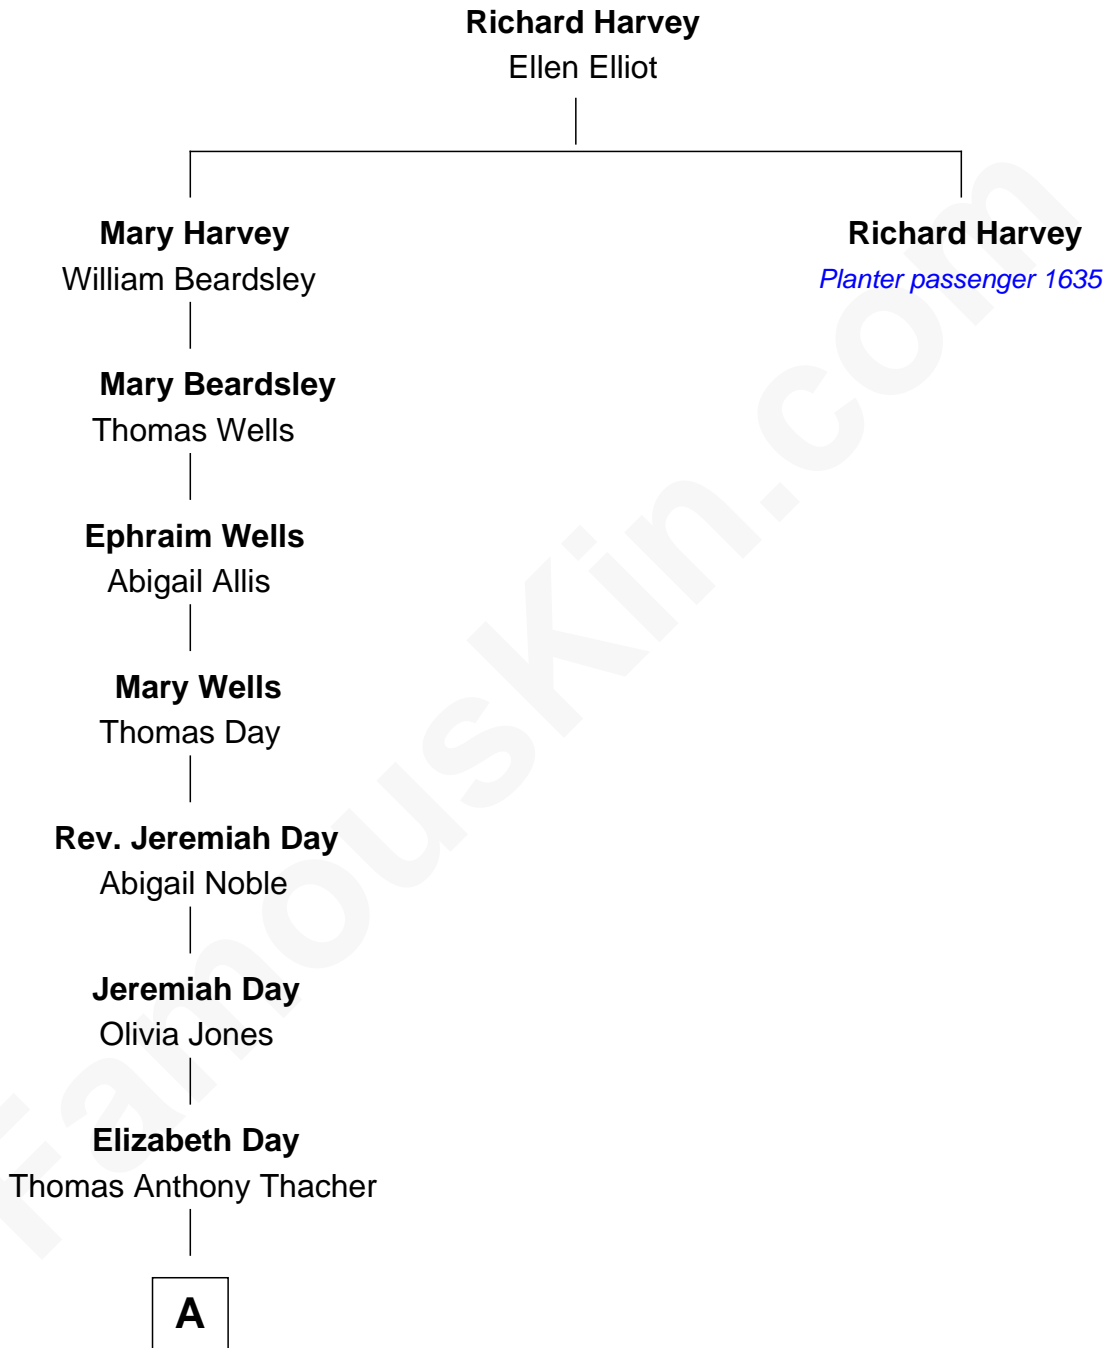 Richard Harvey
Ellen Elliot
Mary Harvey
William Beardsley
Richard Harvey
Planter passenger 1635
Mary Beardsley
Thomas Wells
Ephraim Wells
Abigail Allis
Mary Wells
Thomas Day
Rev. Jeremiah Day
Abigail Noble
Jeremiah Day
Olivia Jones
Elizabeth Day
Thomas Anthony Thacher
A
FamousKin.com